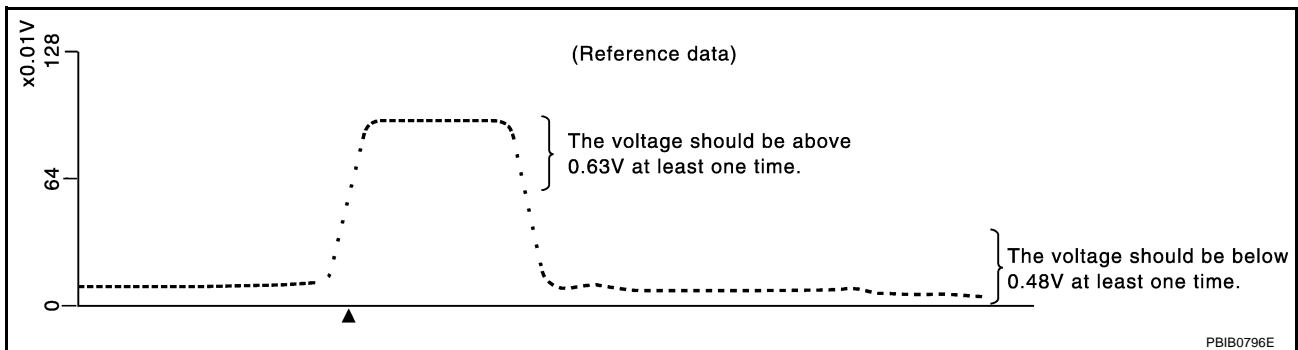 x0.01V
128
64
0
(Reference data)
The voltage should be above
0.63V at least one time.
The voltage should be below
0.48V at least one time.
PBIB0796E